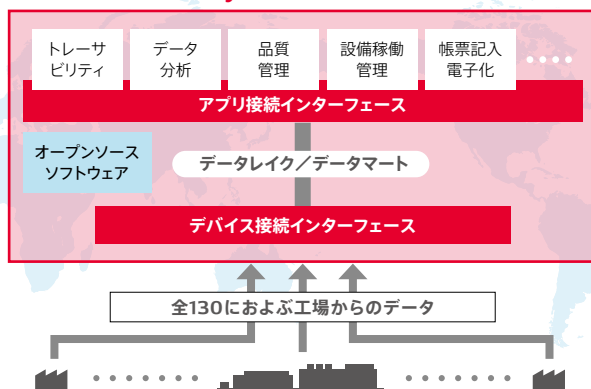 トレーサ
ビリティ
データ
分析
品質
管理
設備稼働
管理
帳票記入
電子化
アプリ接続インターフェース
オープンソース
ソフトウェア
データレイク／データマート
デバイス接続インターフェース
全130におよぶ工場からのデータ